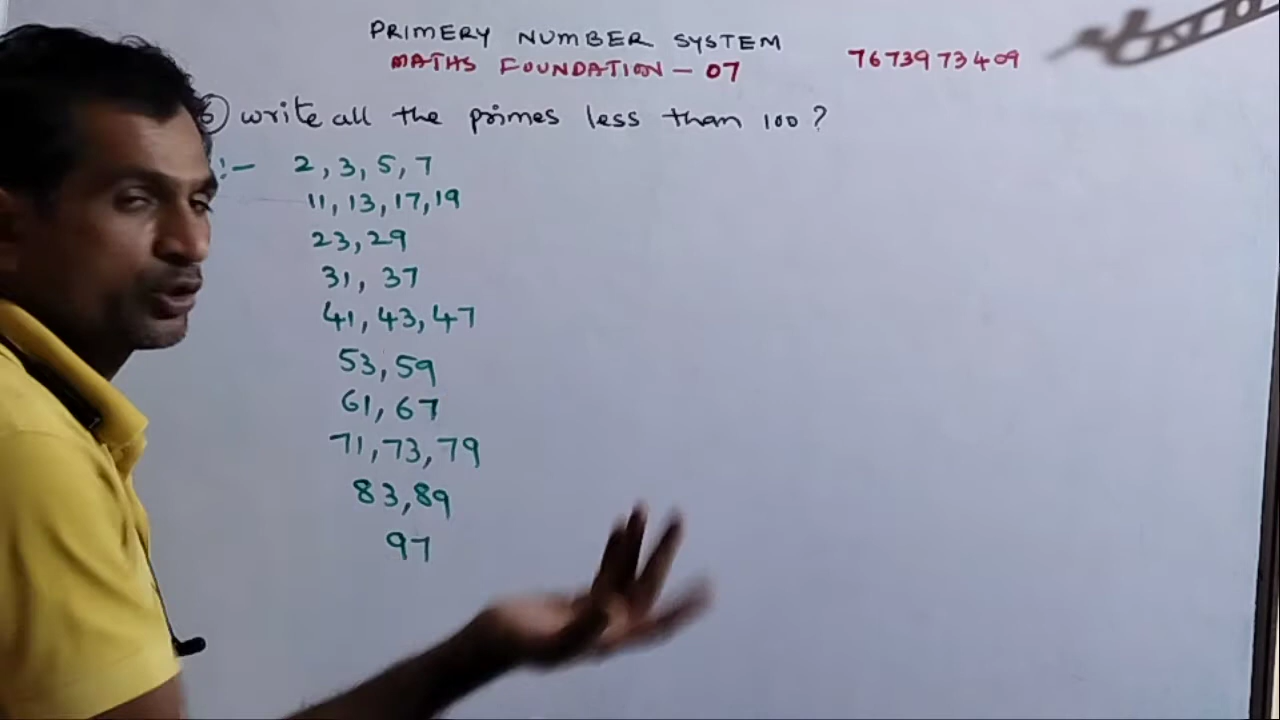 PRIMERY NUMBER SYSTEM
MATHS FOUNDATION - 07 7673973409
6) write all the primes less than 100 ?
:- 2, 3, 5, 7
11, 13, 17, 19
23, 29
31, 37
41, 43, 47
53, 59
61, 67
71, 73, 79
83, 89
97